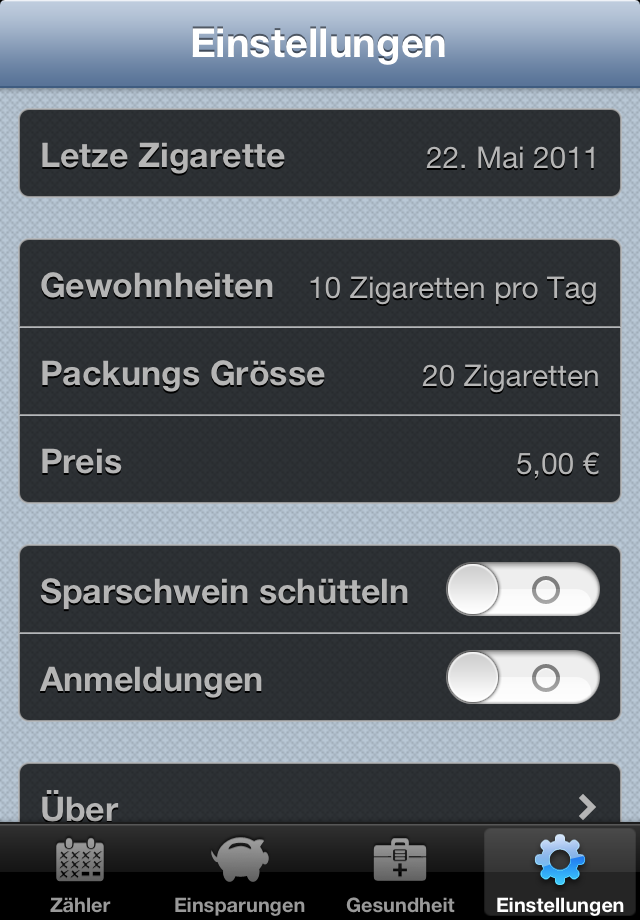 Einstellungen
Letze Zigarette 22. Mai 2011
Gewohnheiten 10 Zigaretten pro Tag
Packungs Grösse 20 Zigaretten
Preis 5,00 €
Sparschwein schütteln
Anmeldungen
Über
Zähler Einsparungen Gesundheit Einstellungen